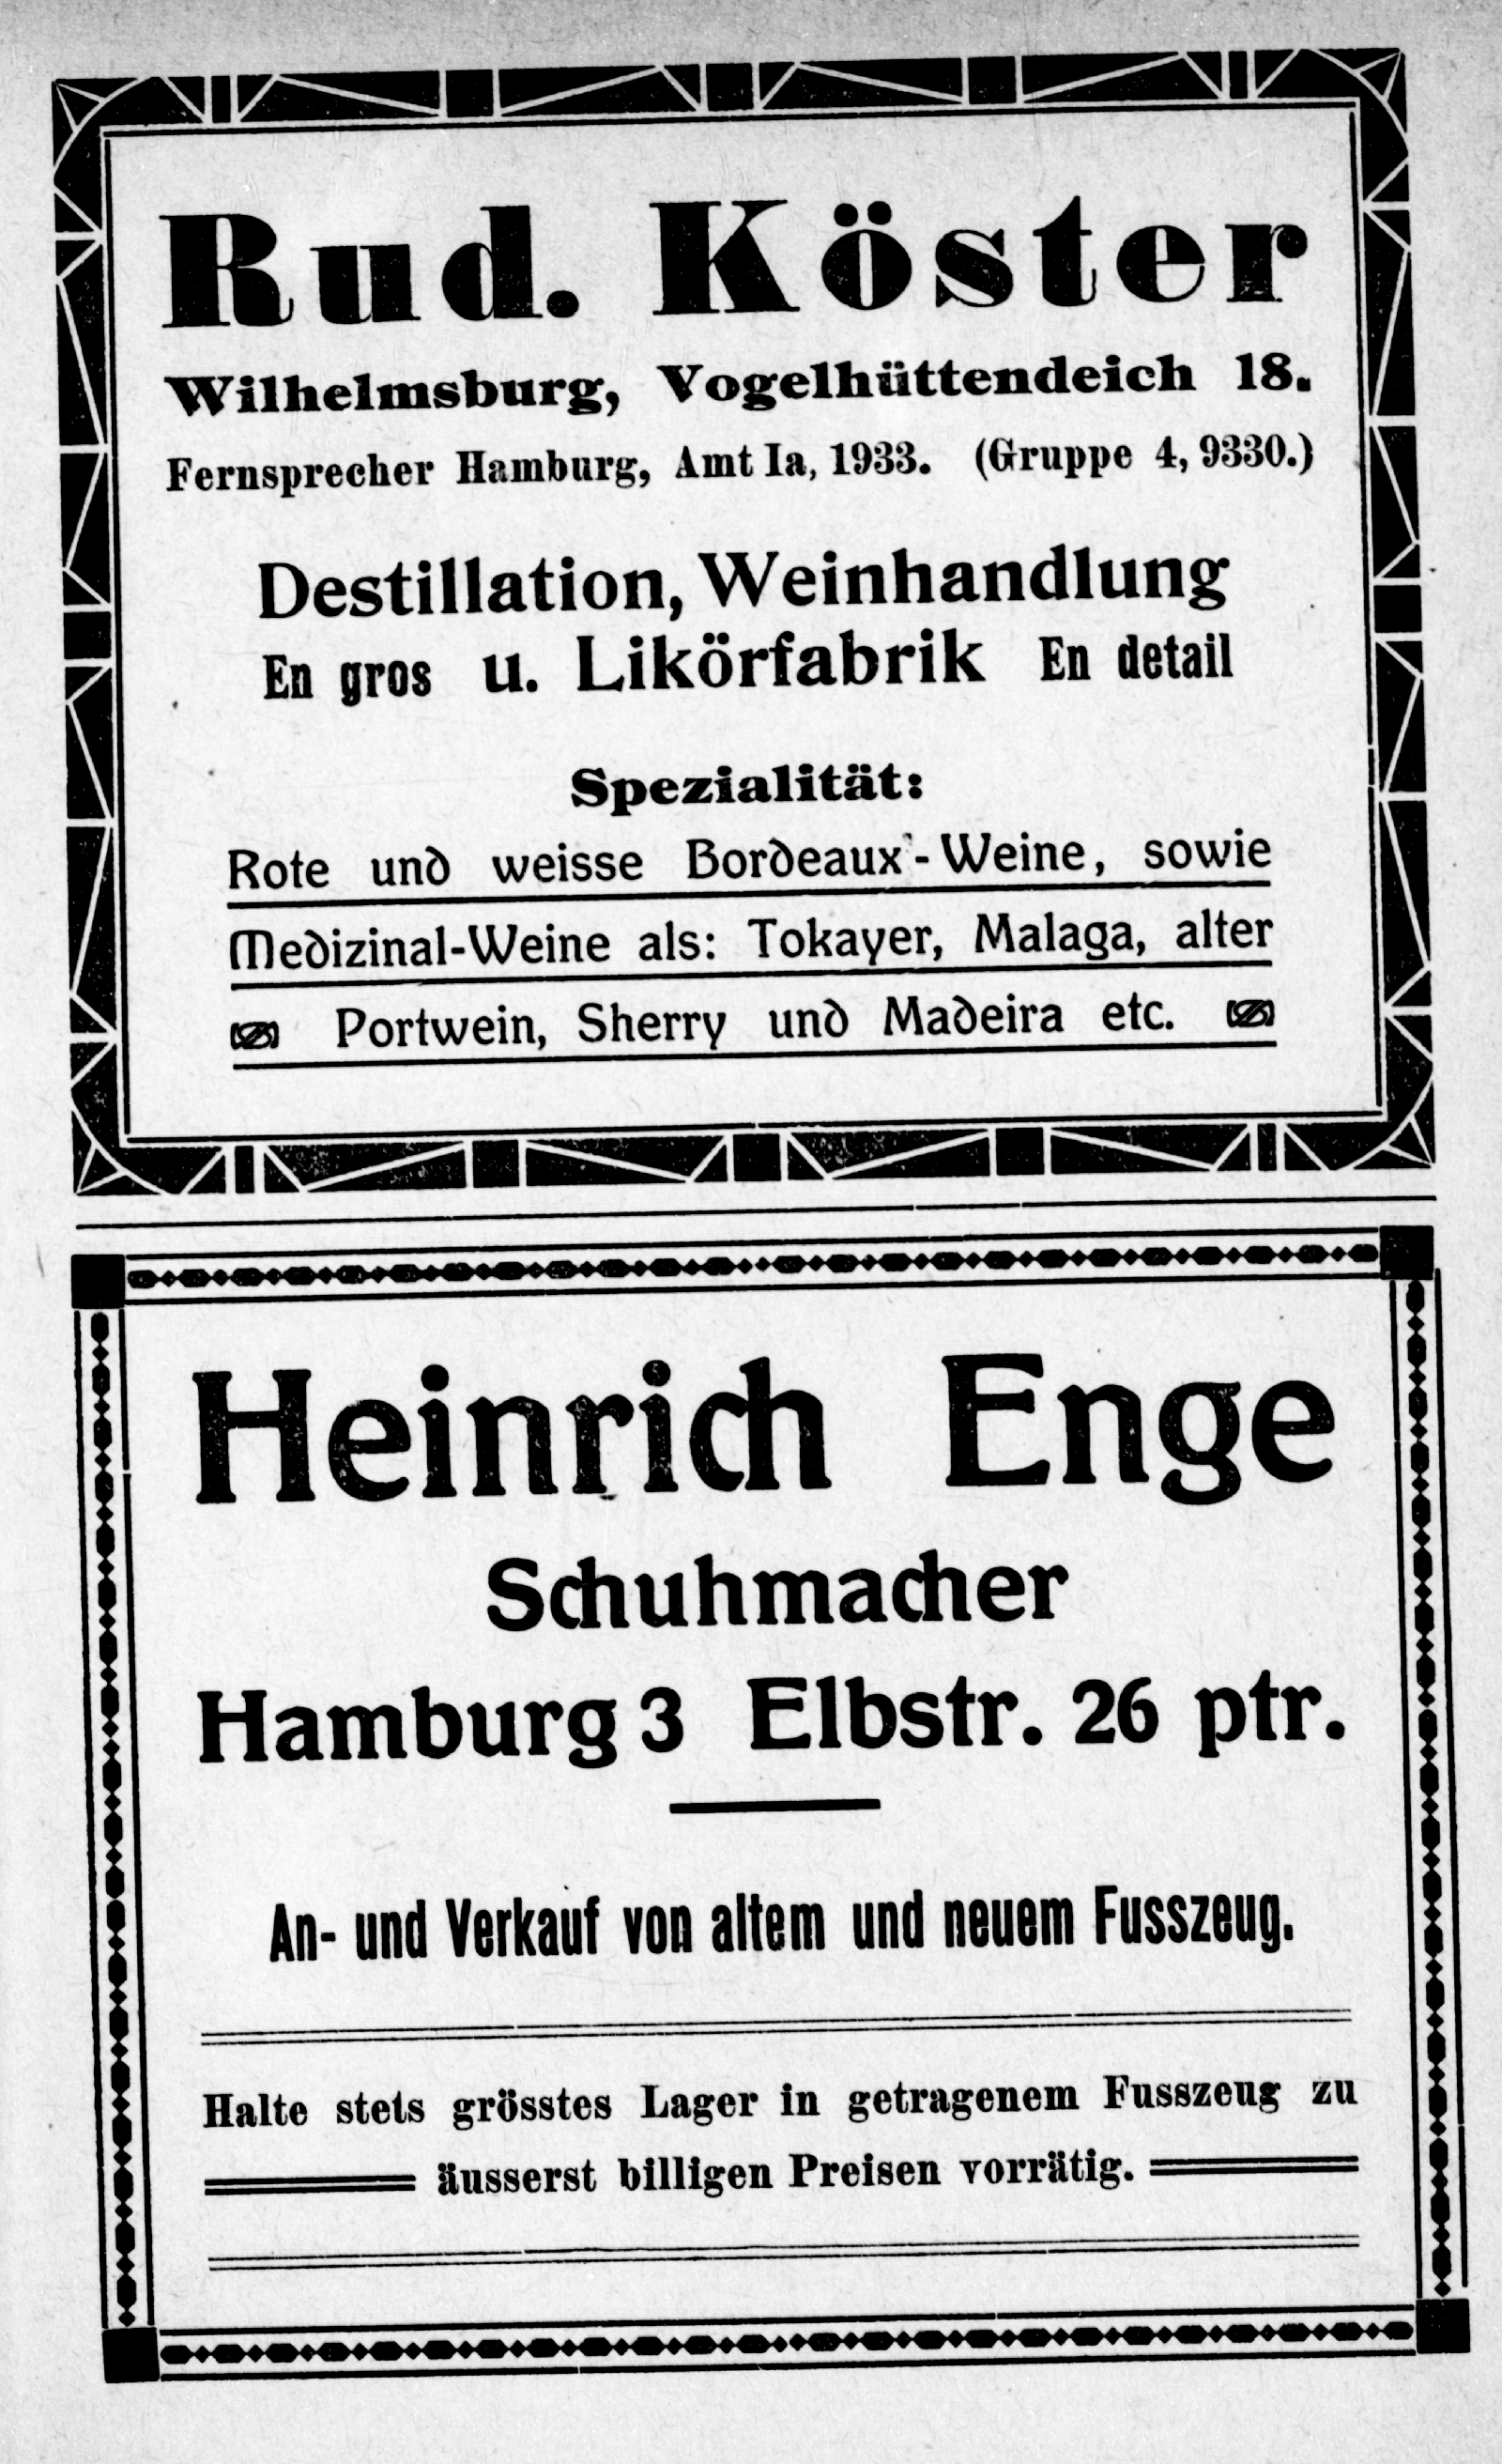 Rud. Köster
Wilhelmsburg, Vogelhüttendeich 18.
Fernsprecher Hamburg, Amt Ia, 1933. (Gruppe 4, 9330.)
Destillation, Weinhandlung
En gros u. Likörfabrik En detail
Spezialität:
Rote und weisse Bordeaux-Weine, sowie
Medizinal-Weine als: Tokayer, Malaga, alter
Portwein, Sherry und Madeira etc.
Heinrich Enge
Schuhmacher
Hamburg 3 Elbstr. 26 ptr.
An- und Verkauf von altem und neuem Fusszeug.
Halte stets grösstes Lager in getragenem Fusszeug zu
äusserst billigen Preisen vorrätig.